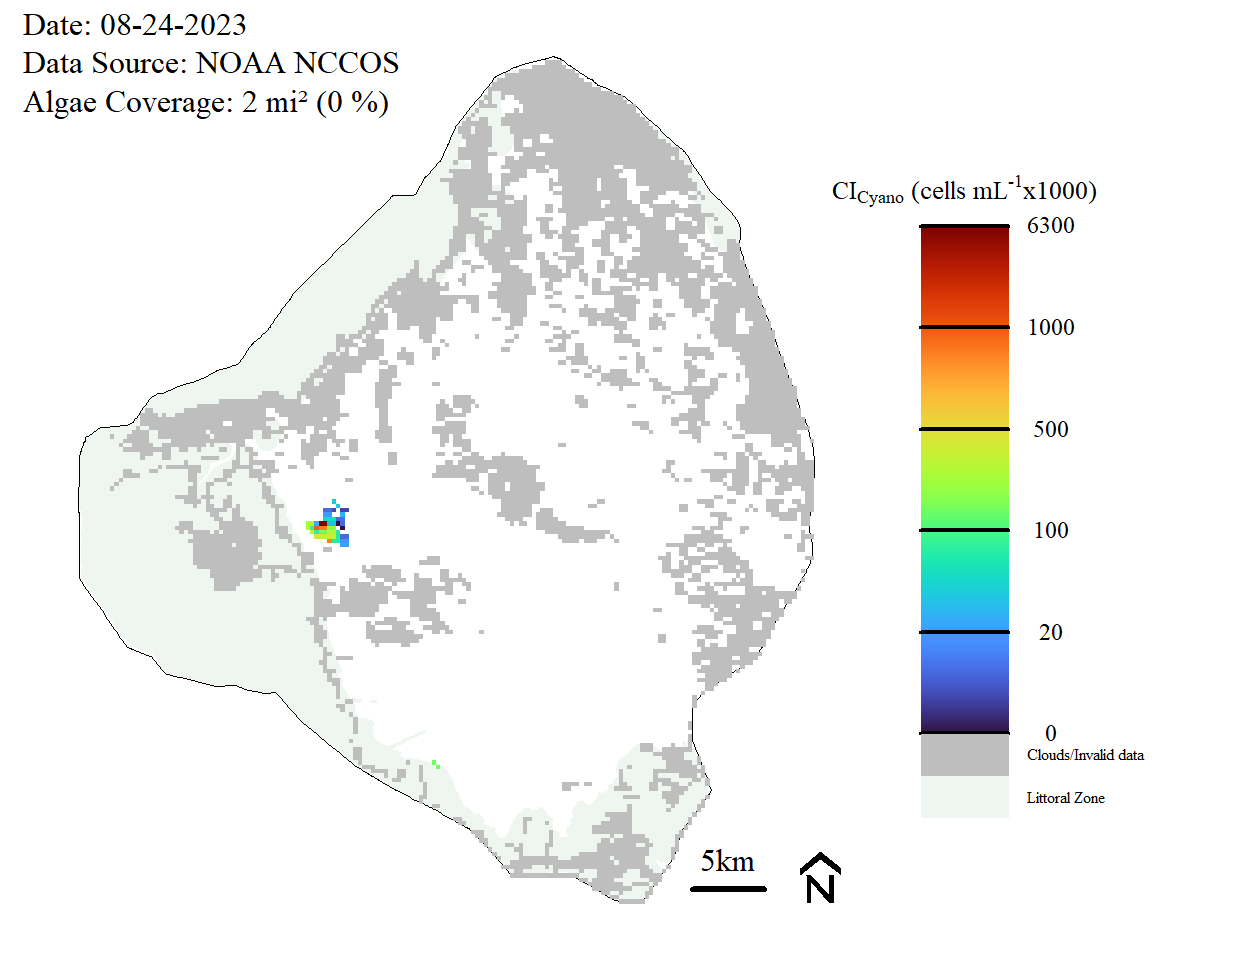 Date: 08-24-2023
Data Source: NOAA NCCOS
Algae Coverage: 2 mi² (0 %)
CICyano (cells mL-1x1000)
6300
1000
500
100
20
0
Clouds/Invalid data
Littoral Zone
5km
N